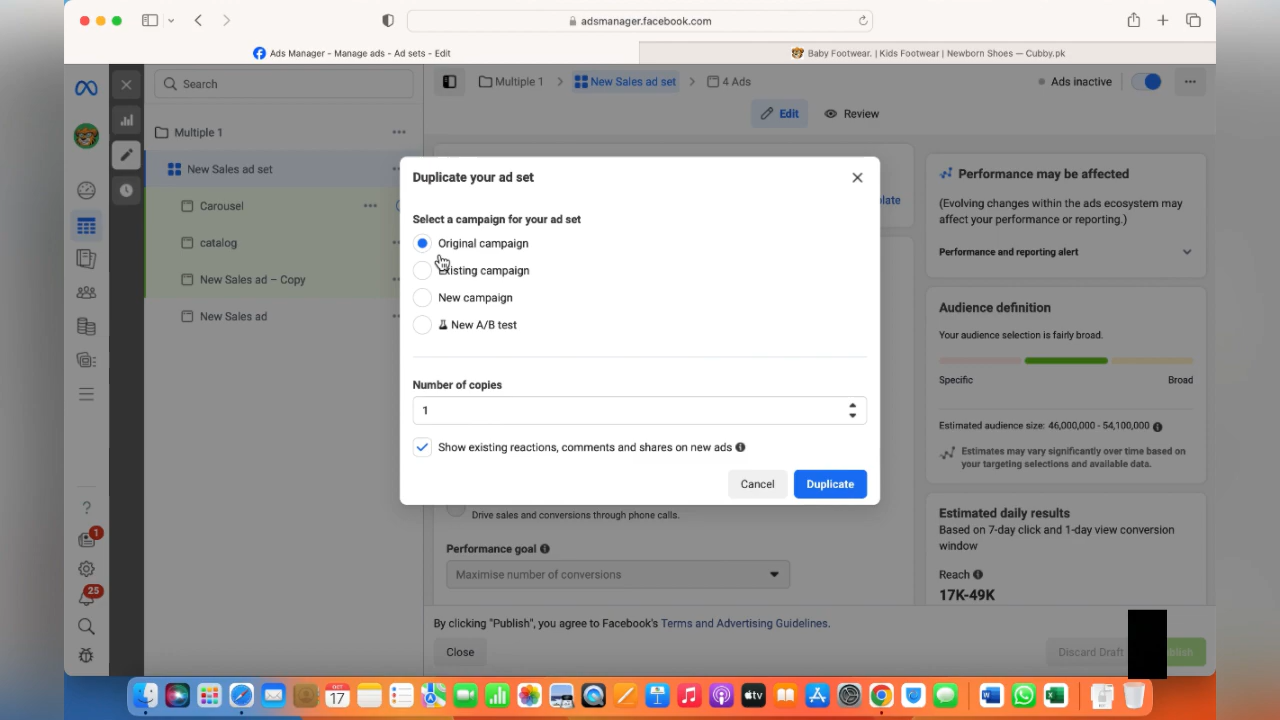 adsmanager.facebook.com
Ads Manager - Manage ads - Ad sets - Edit
Baby Footwear. | Kids Footwear | Newborn Shoes — Cubby.pk
Search
Multiple 1
New Sales ad set
4 Ads
Ads inactive
Edit
Review
Multiple 1
New Sales ad set
Carousel
catalog
New Sales ad – Copy
New Sales ad
Duplicate your ad set
Select a campaign for your ad set
Original campaign
Existing campaign
New campaign
New A/B test
Number of copies
1
Show existing reactions, comments and shares on new ads
Cancel
Duplicate
Drive sales and conversions through phone calls.
Performance goal
Maximise number of conversions
Performance may be affected
(Evolving changes within the ads ecosystem may
affect your performance or reporting.)
Performance and reporting alert
Audience definition
Your audience selection is fairly broad.
Specific
Broad
Estimated audience size: 46,000,000 - 54,100,000
Estimates may vary significantly over time based on
your targeting selections and available data.
Estimated daily results
Based on 7-day click and 1-day view conversion
window
Reach
17K-49K
By clicking "Publish", you agree to Facebook's Terms and Advertising Guidelines.
Close
Discard Draft
1
25
OCT
17
tv